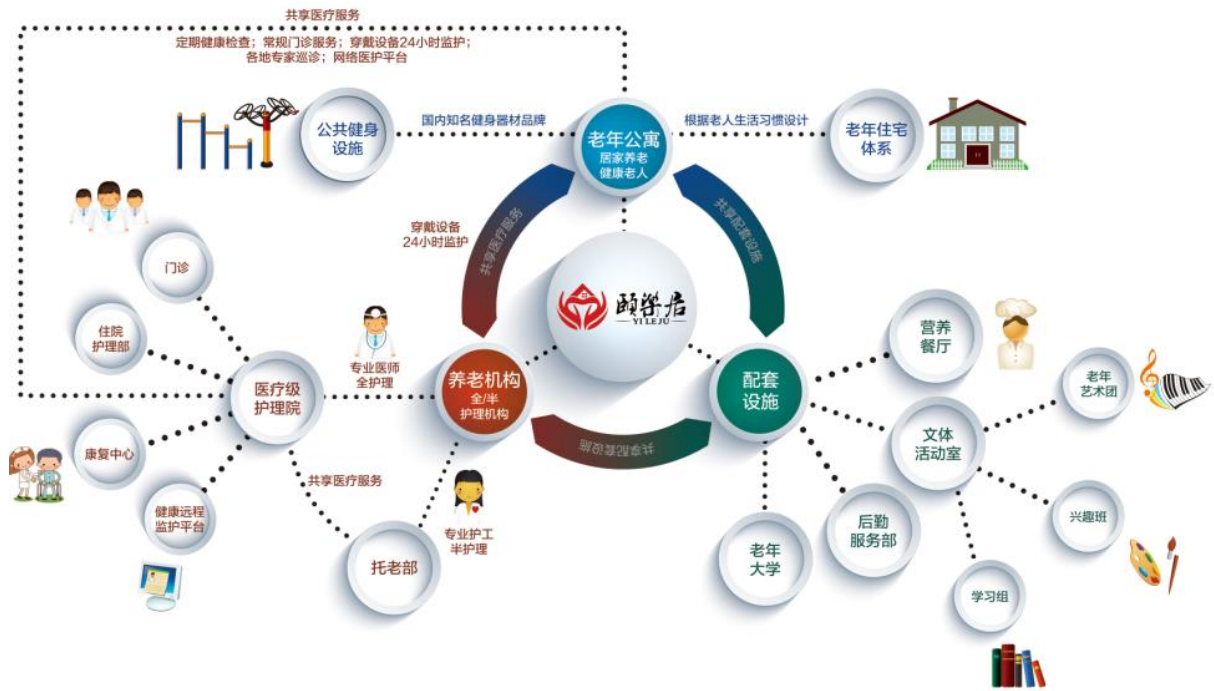 共享医疗服务
定期健康检查；常规门诊服务；穿戴设备24小时监护；
各地专家巡诊；网络医护平台
公共健身
设施
国内知名健身器材品牌
老年公寓
居家养老
健康老人
根据老人生活习惯设计
老年住宅
体系
穿戴设备
24小时监护
共享医疗服务
共享配套设施
颐樂居
YI LE JU
门诊
住院
护理部
医疗级
护理院
康复中心
健康远程
监护平台
专业医师
全护理
养老机构
全/半
护理机构
共享医疗服务
专业护工
半护理
托老部
共享配套设施
配套
设施
营养
餐厅
老年
艺术团
文体
活动室
兴趣班
后勤
服务部
老年
大学
学习组